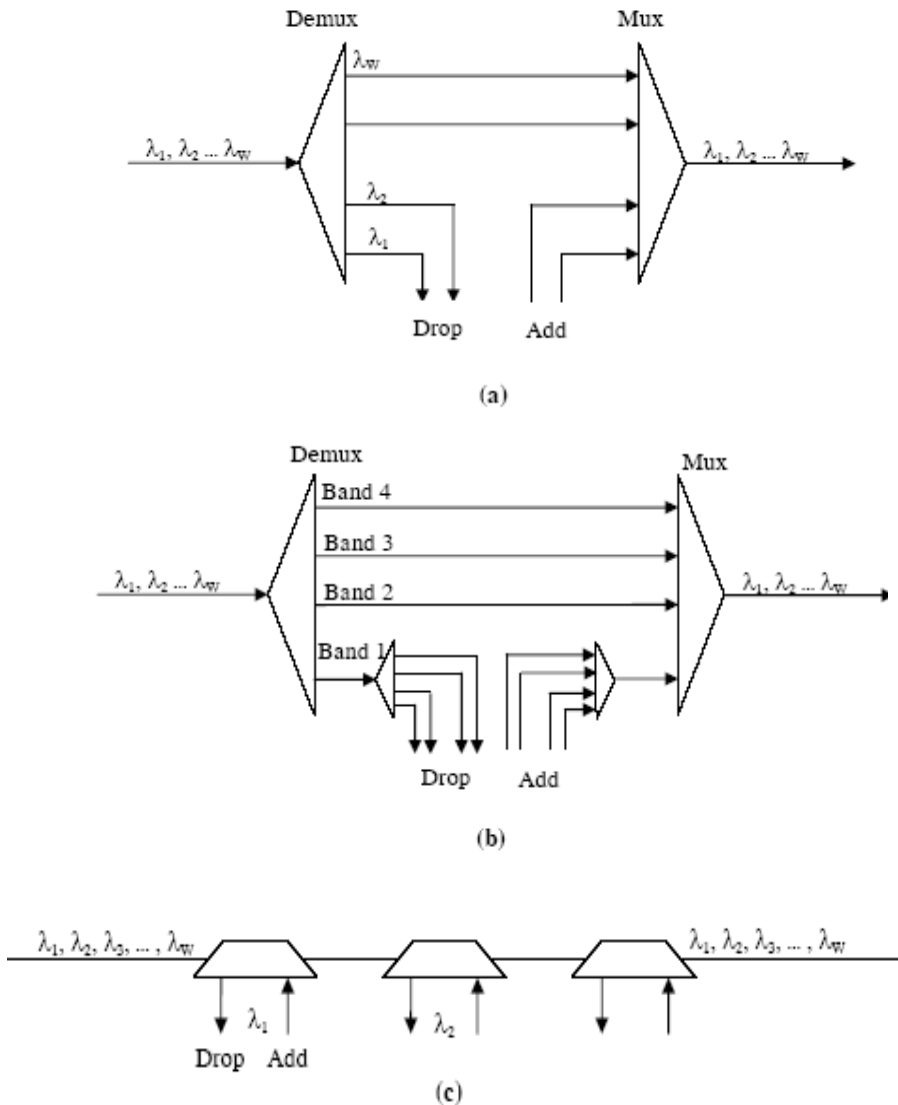 Demux
Mux
λW
λ1, λ2 ... λW
λ1, λ2 ... λW
λ2
λ1
Drop
Add
(a)
Demux
Mux
Band 4
Band 3
λ1, λ2 ... λW
λ1, λ2 ... λW
Band 2
Band 1
Drop
Add
(b)
λ1, λ2, λ3, ... , λW
λ1, λ2, λ3, ... , λW
λ1
λ2
Drop
Add
(c)